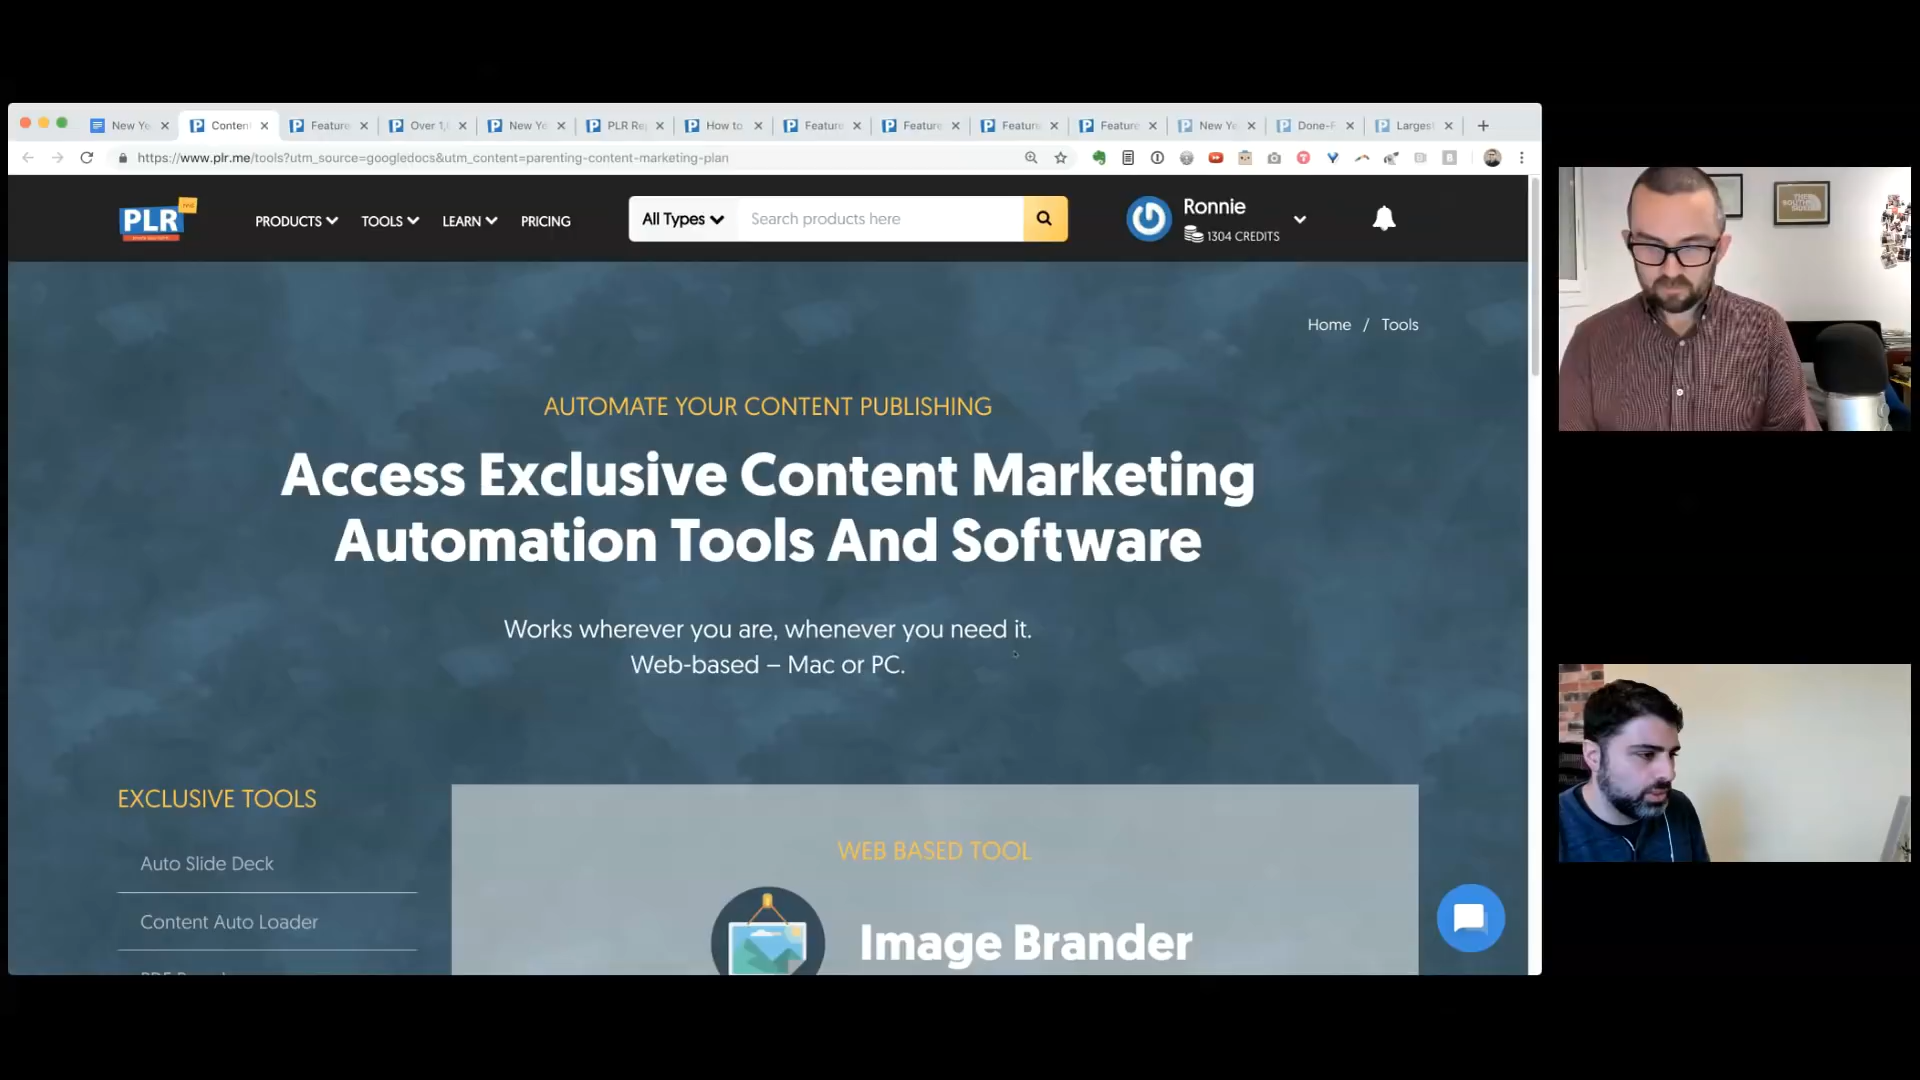 New Ye
Conten
Feature
Over 1,
New Ye
PLR Re
How to
Feature
Feature
Feature
Feature
New Ye
Done-F
Largest
https://www.plr.me/tools?utm_source=googledocs&utm_content=parenting-content-marketing-plan
PLR
me
PRODUCTS
TOOLS
LEARN
PRICING
All Types
Search products here
Ronnie
1304 CREDITS
Home / Tools
AUTOMATE YOUR CONTENT PUBLISHING
Access Exclusive Content Marketing
Automation Tools And Software
Works wherever you are, whenever you need it.
Web-based – Mac or PC.
EXCLUSIVE TOOLS
Auto Slide Deck
Content Auto Loader
WEB BASED TOOL
Image Brander
THE
SOUTH
SIDE